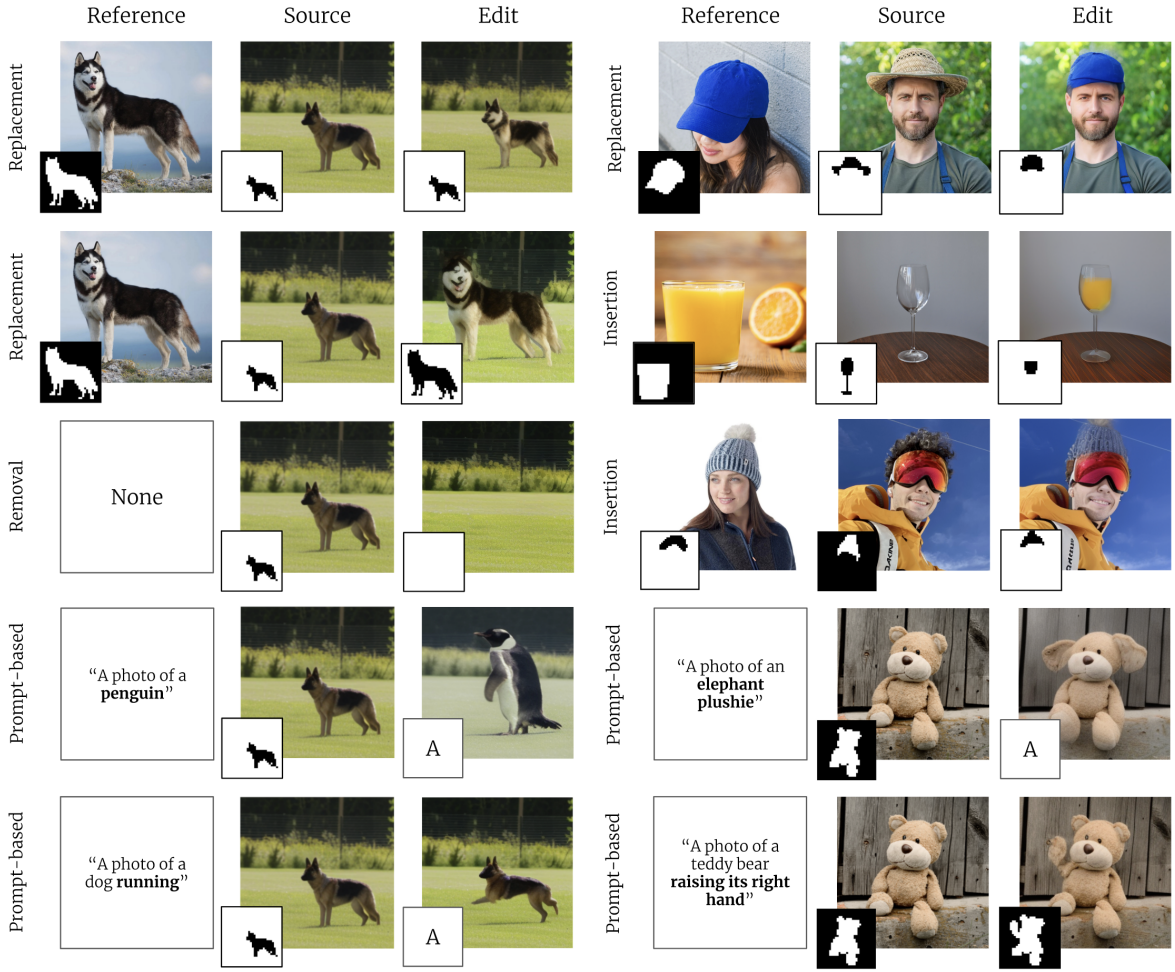 Reference
Source
Edit
Reference
Source
Edit
Replacement
Replacement
Replacement
Insertion
Removal
None
Insertion
Prompt-based
“A photo of a
penguin”
A
Prompt-based
“A photo of an
elephant
plushie”
A
Prompt-based
“A photo of a
dog running”
A
Prompt-based
“A photo of a
teddy bear
raising its right
hand”